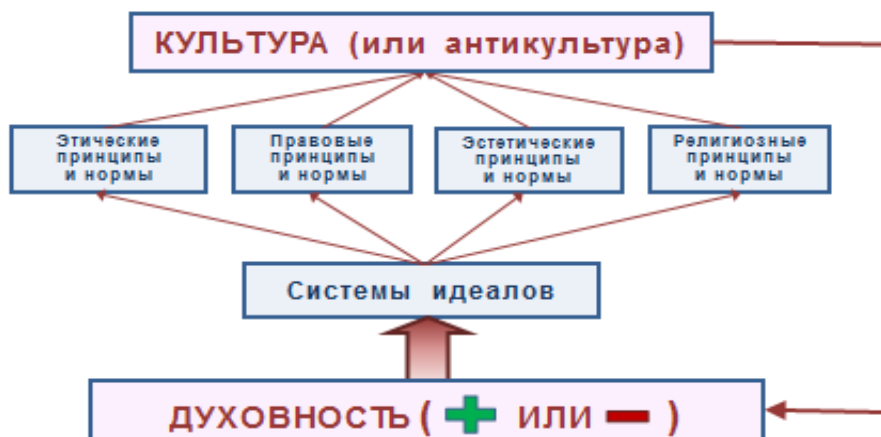 КУЛЬТУРА (или антикультура)
Этические
принципы
и нормы
Правовые
принципы
и нормы
Эстетические
принципы
и нормы
Религиозные
принципы
и нормы
Системы идеалов
ДУХОВНОСТЬ ( + ИЛИ − )